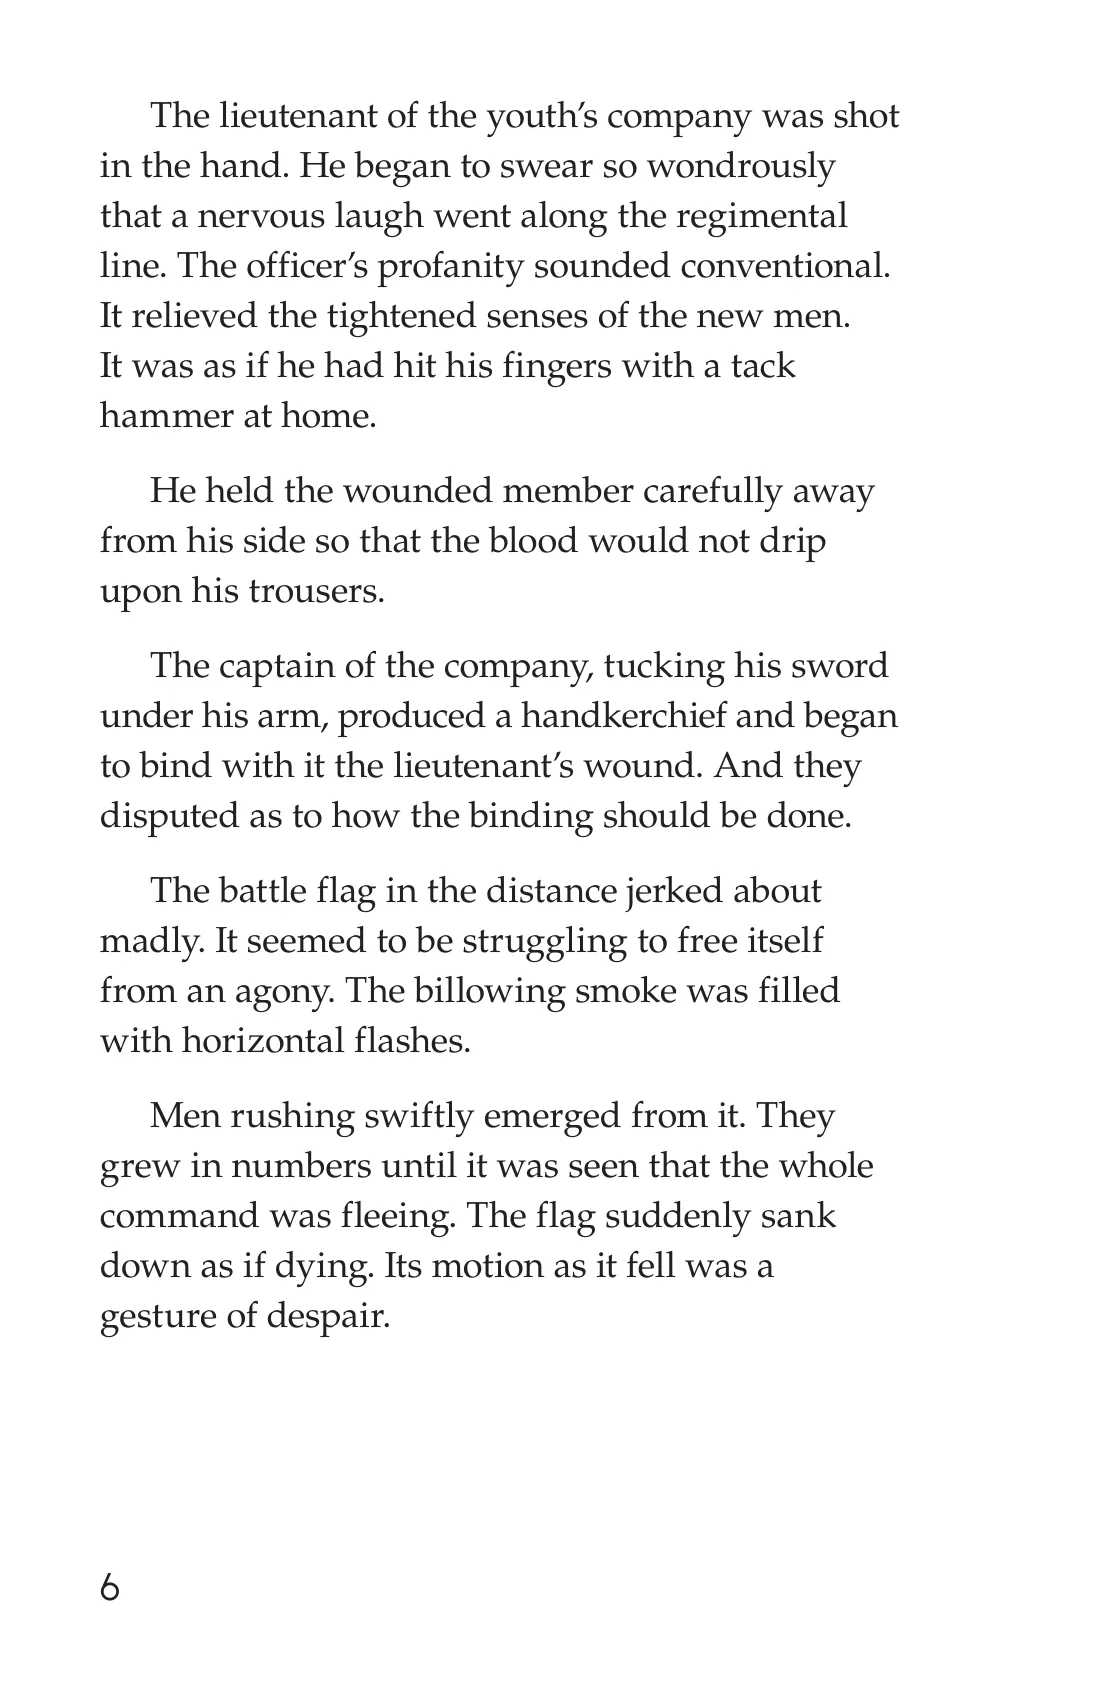 The lieutenant of the youth’s company was shot
in the hand. He began to swear so wondrously
that a nervous laugh went along the regimental
line. The officer’s profanity sounded conventional.
It relieved the tightened senses of the new men.
It was as if he had hit his fingers with a tack
hammer at home.
He held the wounded member carefully away
from his side so that the blood would not drip
upon his trousers.
The captain of the company, tucking his sword
under his arm, produced a handkerchief and began
to bind with it the lieutenant’s wound. And they
disputed as to how the binding should be done.
The battle flag in the distance jerked about
madly. It seemed to be struggling to free itself
from an agony. The billowing smoke was filled
with horizontal flashes.
Men rushing swiftly emerged from it. They
grew in numbers until it was seen that the whole
command was fleeing. The flag suddenly sank
down as if dying. Its motion as it fell was a
gesture of despair.
6